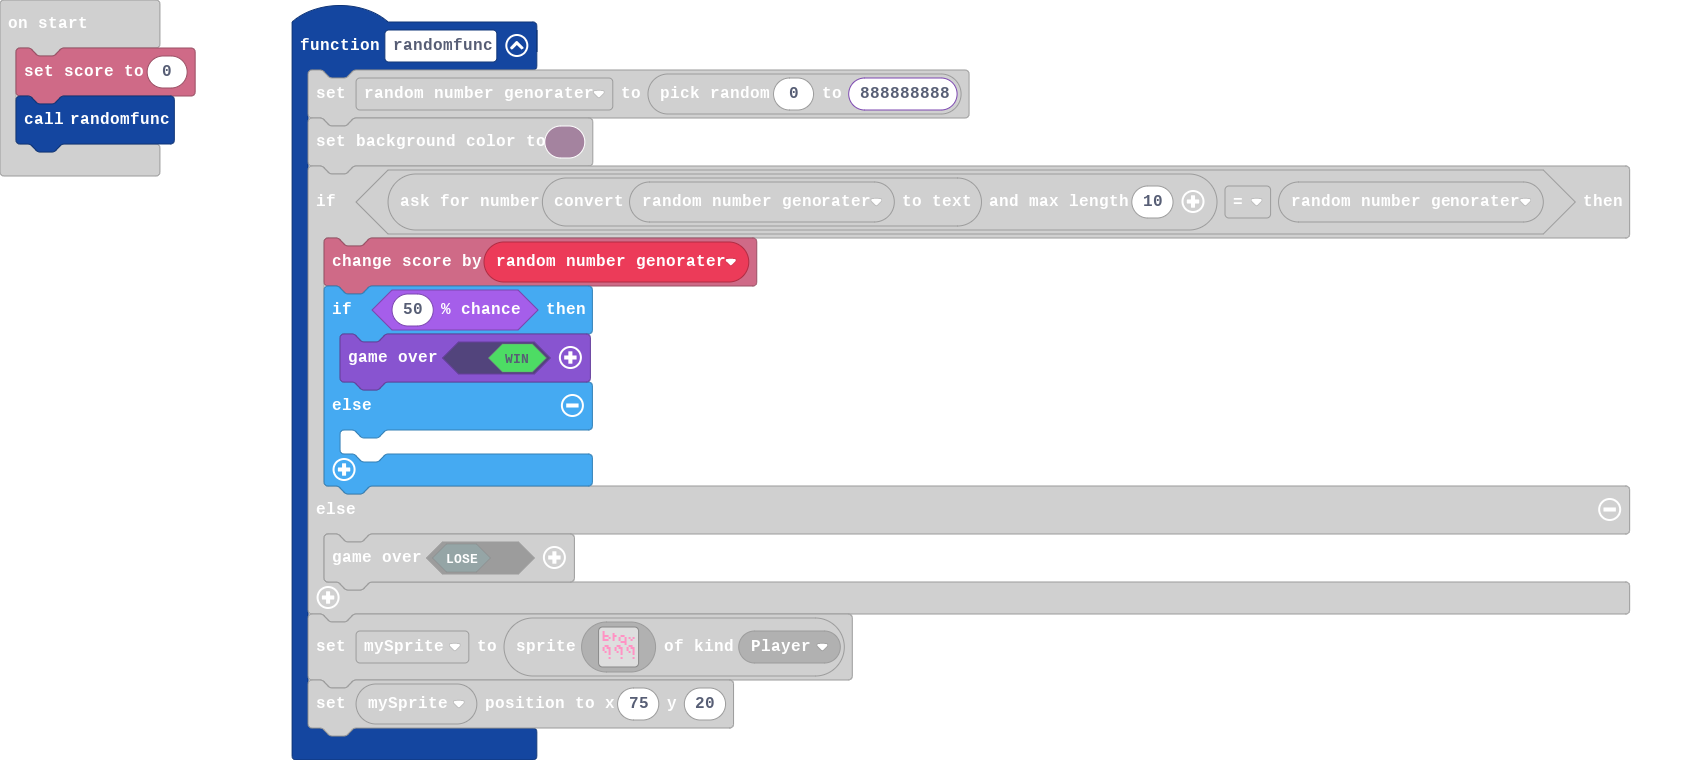 on start
set score to 0
call randomfunc
function randomfunc
set random number genorater to pick random 0 to 888888888
set background color to
if ask for number convert random number genorater to text and max length 10 = random number genorater then
change score by random number genorater
if 50 % chance then
game over WIN
else
else
game over LOSE
set mySprite to sprite of kind Player
set mySprite position to x 75 y 20